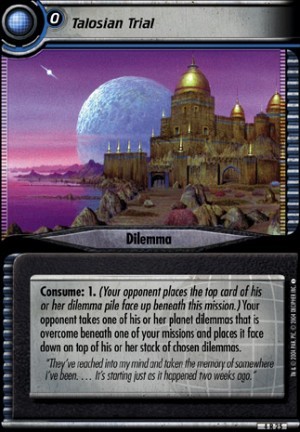 0 Talosian Trial
Dilemma
Consume: 1. (Your opponent places the top card of his
or her dilemma pile face up beneath this mission.) Your
opponent takes one of his or her planet dilemmas that is
overcome beneath one of your missions and places it face
down on top of his or her stack of chosen dilemmas.
"They've reached into my mind and taken the memory of somewhere
I've been. . . . It's starting just as it happened two weeks ago."
6 R 25